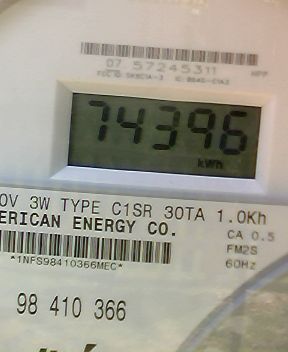 07 57245311
74396
kWh
0V 3W TYPE C1SR 30TA 1.0Kh
ERICAN ENERGY CO.
CA 0.5
FM2S
*1NFS98410366MEC*
60Hz
98 410 366